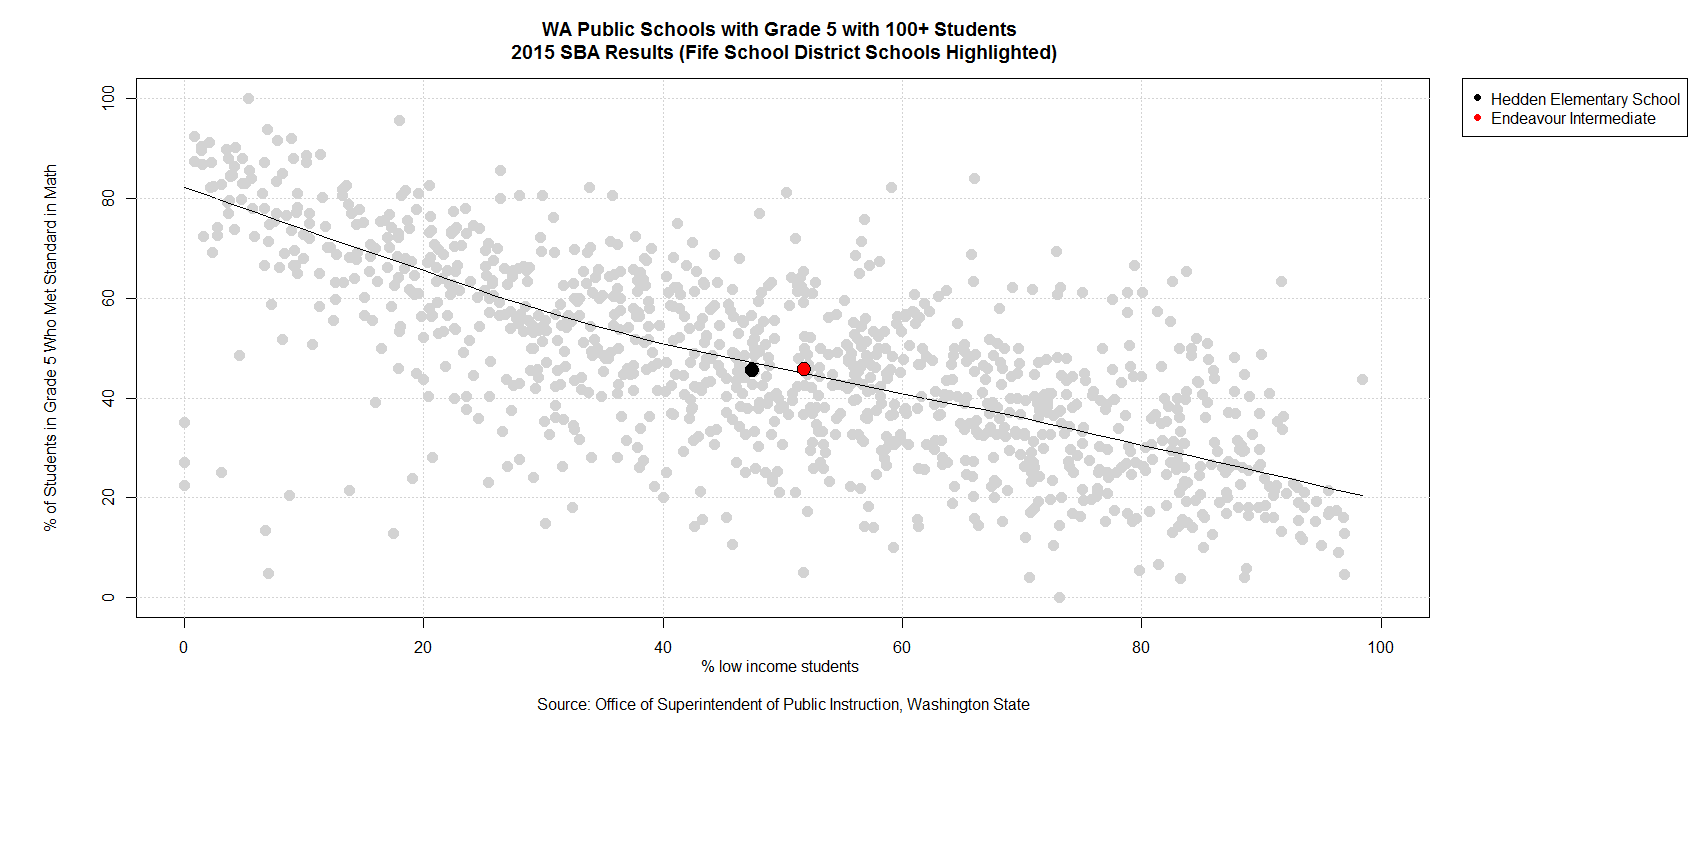 WA Public Schools with Grade 5 with 100+ Students
2015 SBA Results (Fife School District Schools Highlighted)
Hedden Elementary School
Endeavour Intermediate
% of Students in Grade 5 Who Met Standard in Math
100
80
60
40
20
0
0 20 40 60 80 100
% low income students
Source: Office of Superintendent of Public Instruction, Washington State